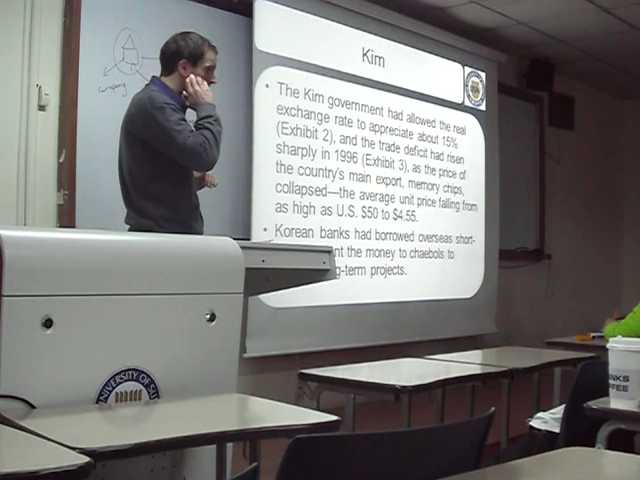 Kim
• The Kim government had allowed the real
exchange rate to appreciate about 15%
(Exhibit 2), and the trade deficit had risen
sharply in 1996 (Exhibit 3), as the price of
the country's main export, memory chips,
collapsed—the average unit price falling from
as high as U.S. $50 to $4.55.
• Korean banks had borrowed overseas short-
nt the money to chaebols to
g-term projects.
company
UNIVERSITY OF SU